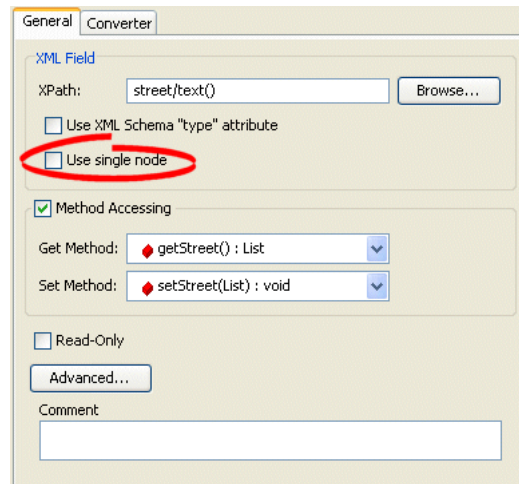 General Converter
XML Field
XPath: street/text() Browse...
Use XML Schema "type" attribute
Use single node
Method Accessing
Get Method: getStreet() : List
Set Method: setStreet(List) : void
Read-Only
Advanced...
Comment